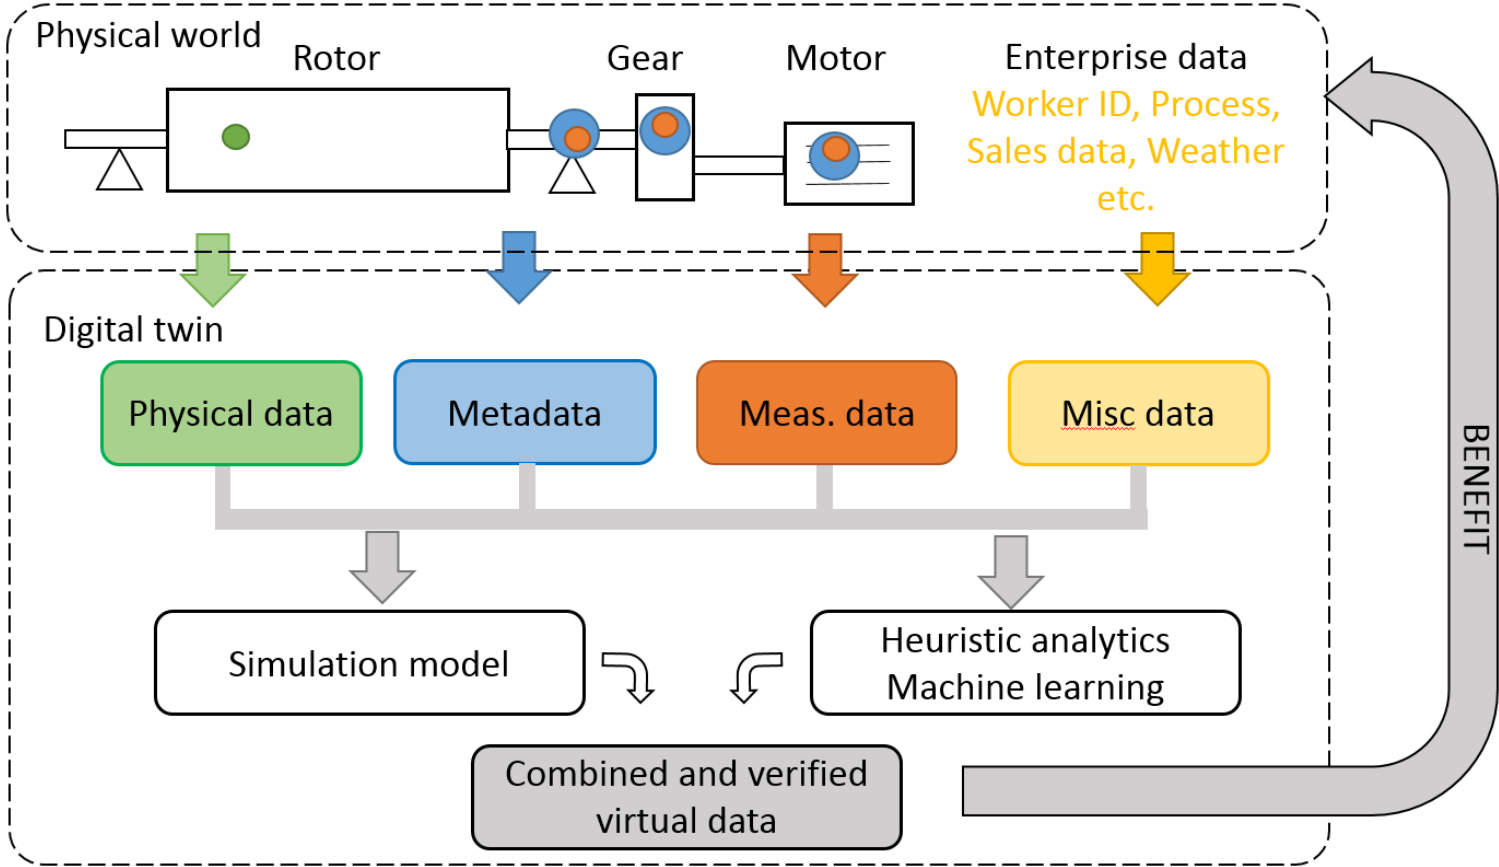 Physical world
Rotor
Gear
Motor
Enterprise data
Worker ID, Process,
Sales data, Weather
etc.
Digital twin
Physical data
Metadata
Meas. data
Misc data
BENEFIT
Simulation model
Heuristic analytics
Machine learning
Combined and verified
virtual data